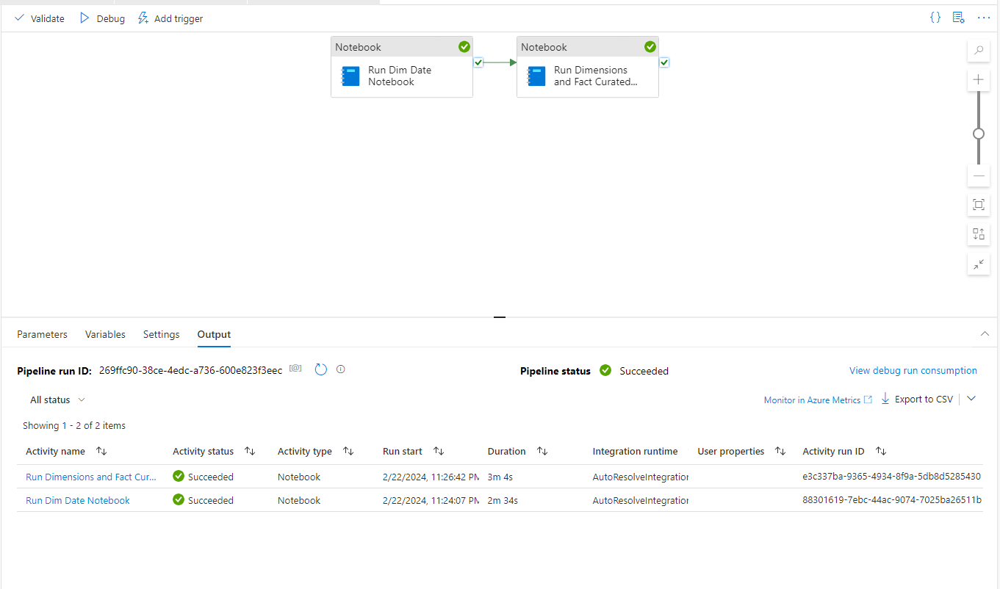 Validate Debug Add trigger { } ...
Notebook
Run Dim Date
Notebook
Notebook
Run Dimensions
and Fact Curated...
Parameters Variables Settings Output
Pipeline run ID: 269ffc90-38ce-4edc-a736-600e823f3eec [@] Pipeline status Succeeded View debug run consumption
All status Monitor in Azure Metrics Export to CSV
Showing 1 - 2 of 2 items
Activity name Activity status Activity type Run start Duration Integration runtime User properties Activity run ID
Run Dimensions and Fact Cur... Succeeded Notebook 2/22/2024, 11:26:42 PM 3m 4s AutoResolveIntegration e3c337ba-9365-4934-8f9a-5db8d5285430
Run Dim Date Notebook Succeeded Notebook 2/22/2024, 11:24:07 PM 2m 34s AutoResolveIntegration 88301619-7ebc-44ac-9074-7025ba26511b